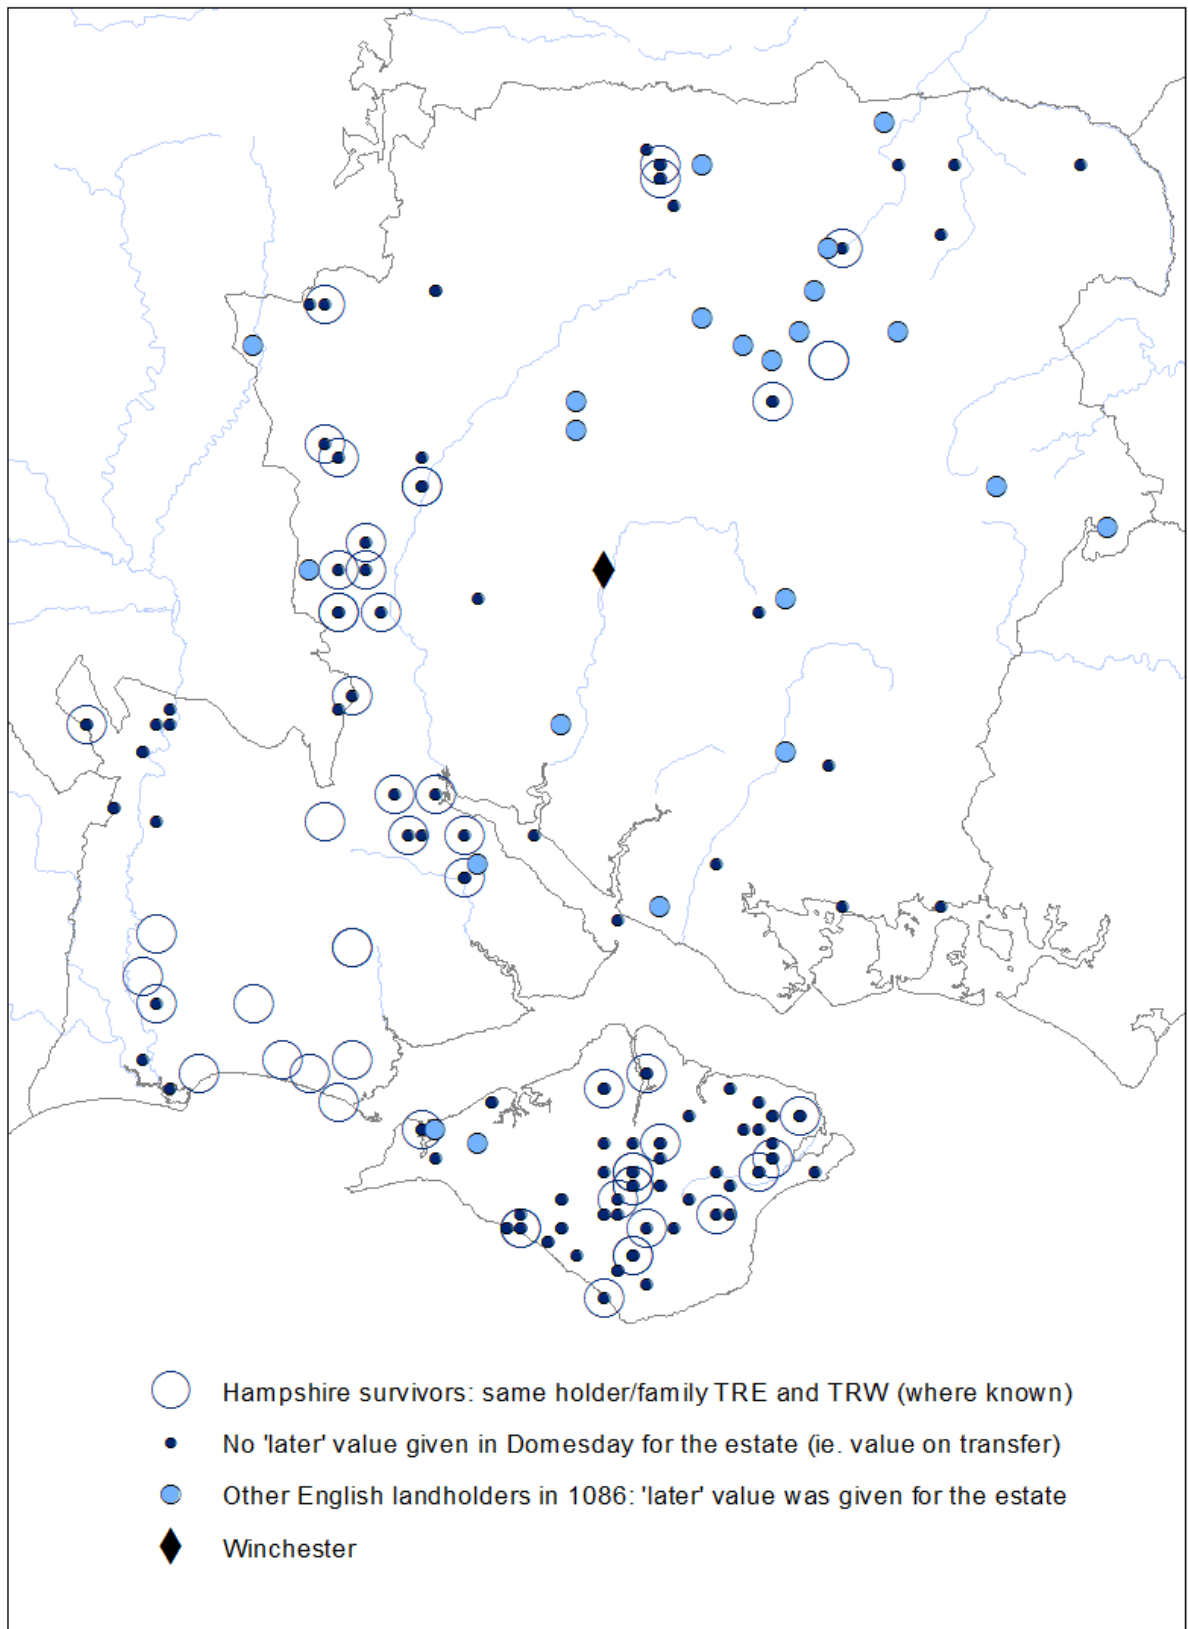 Hampshire survivors: same holder/family TRE and TRW (where known)
No 'later' value given in Domesday for the estate (ie. value on transfer)
Other English landholders in 1086: 'later' value was given for the estate
Winchester